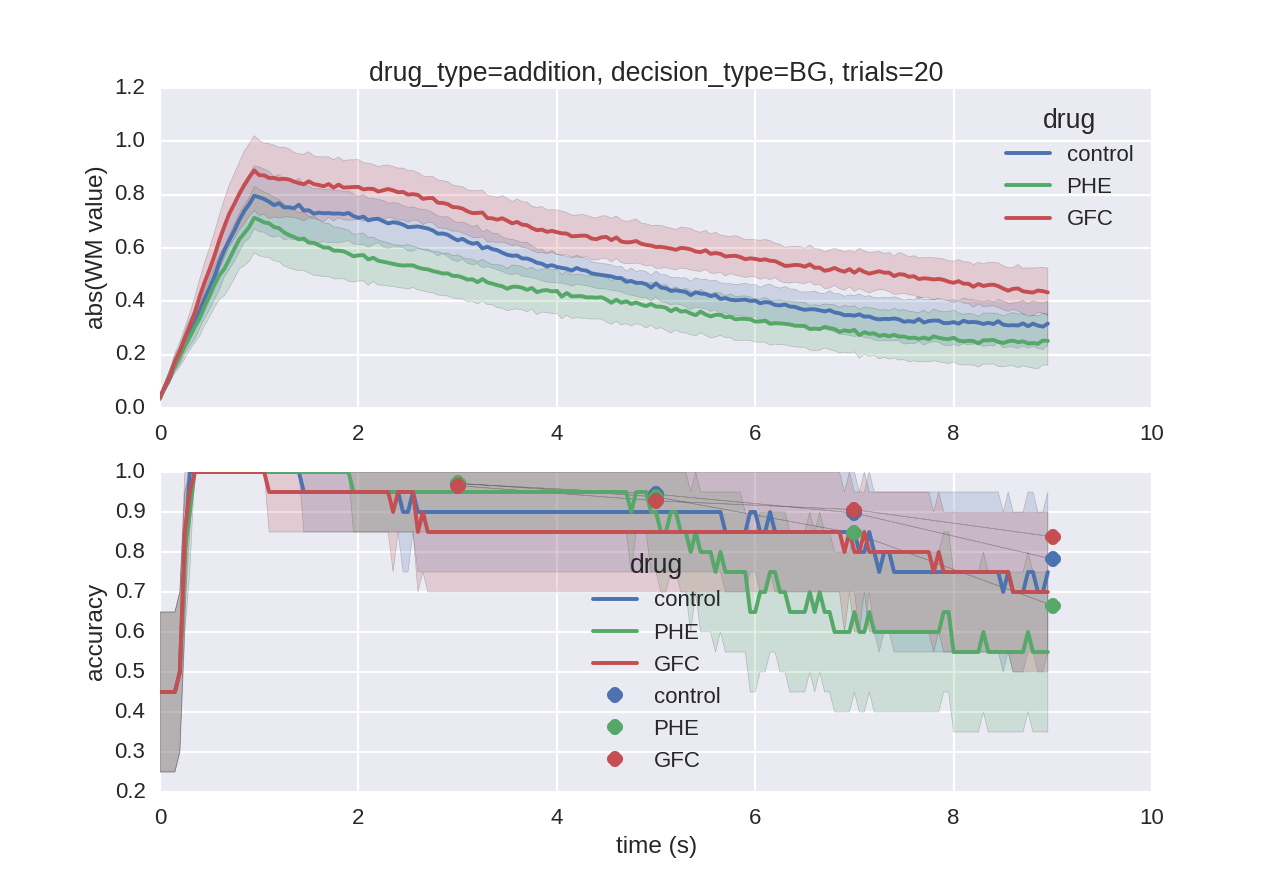 drug_type=addition, decision_type=BG, trials=20
1.2
1.0
0.8
0.6
0.4
0.2
0.0
abs(WM value)
drug
control
PHE
GFC
0 2 4 6 8 10
1.0
0.9
0.8
0.7
0.6
0.5
0.4
0.3
0.2
accuracy
drug
control
PHE
GFC
control
PHE
GFC
0 2 4 6 8 10
time (s)